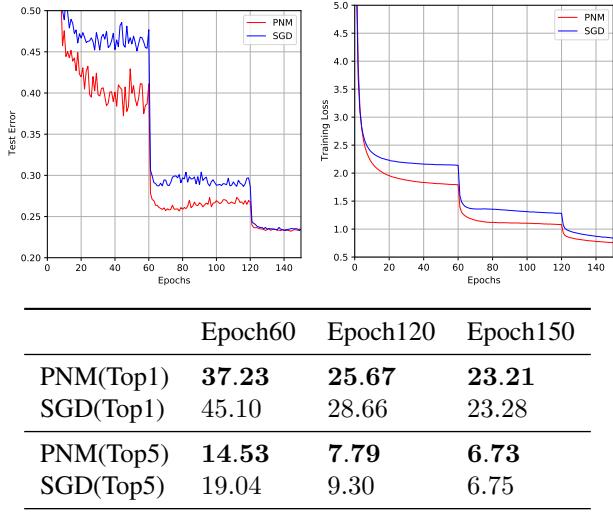 0.50
0.45
0.40
0.35
0.30
0.25
0.20
Test Error
0 20 40 60 80 100 120 140
Epochs
PNM
SGD
5.0
4.5
4.0
3.5
3.0
2.5
2.0
1.5
1.0
0.5
Training Loss
0 20 40 60 80 100 120 140
Epochs
PNM
SGD
Epoch60 Epoch120 Epoch150
PNM(Top1) 37.23 25.67 23.21
SGD(Top1) 45.10 28.66 23.28
PNM(Top5) 14.53 7.79 6.73
SGD(Top5) 19.04 9.30 6.75